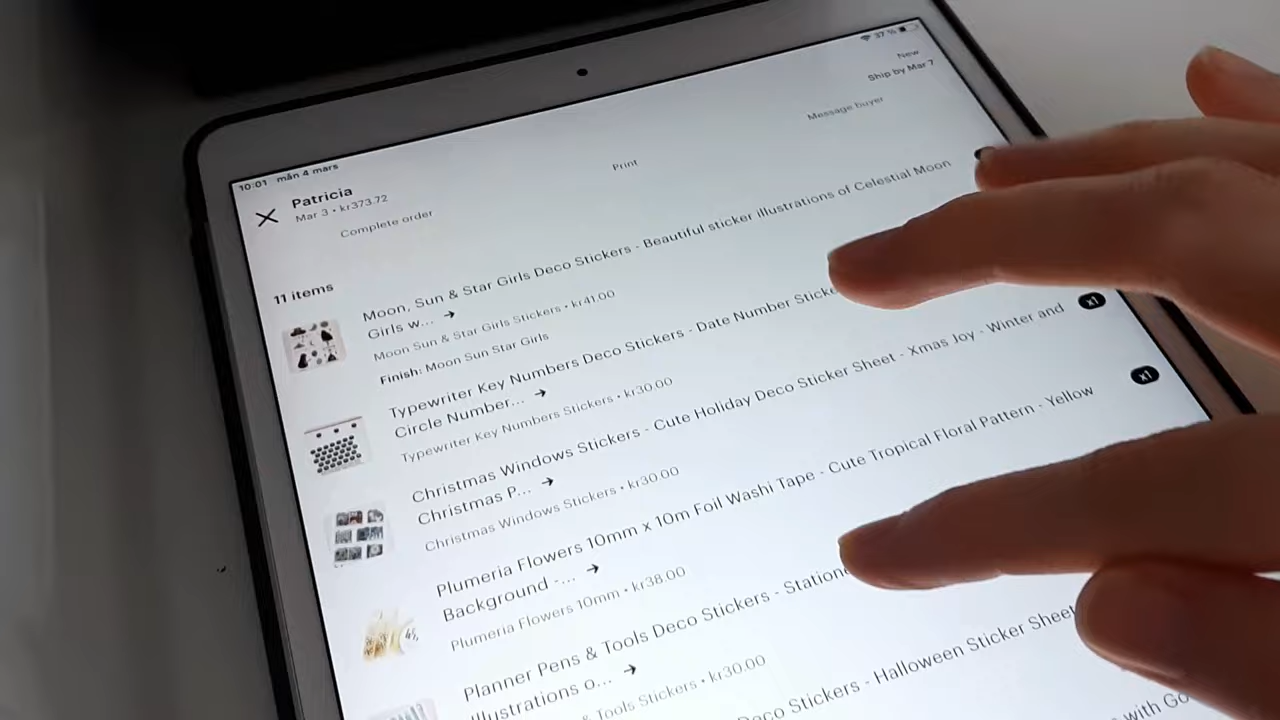 10:01 mån 4 mars
37 %
New
Ship by Mar 7
Message buyer
Print
Patricia
Mar 3 • kr373.72
Complete order
11 items
Moon, Sun & Star Girls Deco Stickers - Beautiful sticker illustrations of Celestial Moon
Girls w... →
Moon Sun & Star Girls Stickers • kr41.00
Finish: Moon Sun Star Girls
Typewriter Key Numbers Deco Stickers - Date Number
Circle Number... →
Typewriter Key Numbers Stickers • kr30.00
x1
Christmas Windows Stickers - Cute Holiday Deco Sticker Sheet - Xmas Joy - Winter and
Christmas P... →
Christmas Windows Stickers • kr30.00
x1
Plumeria Flowers 10mm x 10m Foil Washi Tape - Cute Tropical Floral Pattern - Yellow
Background -... →
Plumeria Flowers 10mm • kr38.00
Planner Pens & Tools Deco Stickers -
Illustrations o... →
& Tools Stickers • kr30.00
Deco Stickers - Halloween Sticker Sheet
with